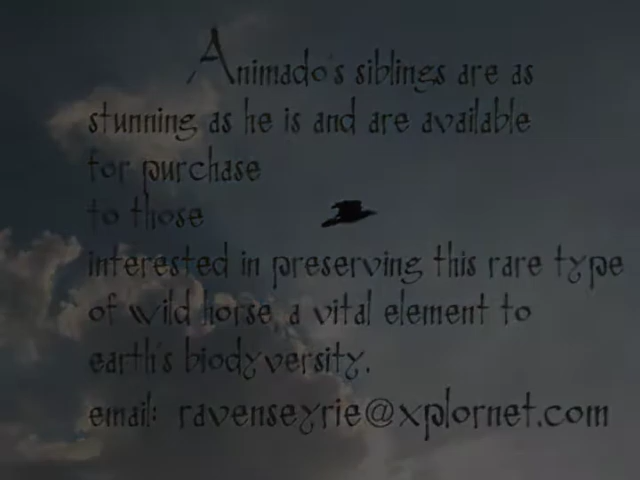 Animado's siblings are as
stunning as he is and are available
for purchase
to those
interested in preserving this rare type
of wild horse a vital element to
earth's biodyversity.
email: ravenseyrie@xplornet.com